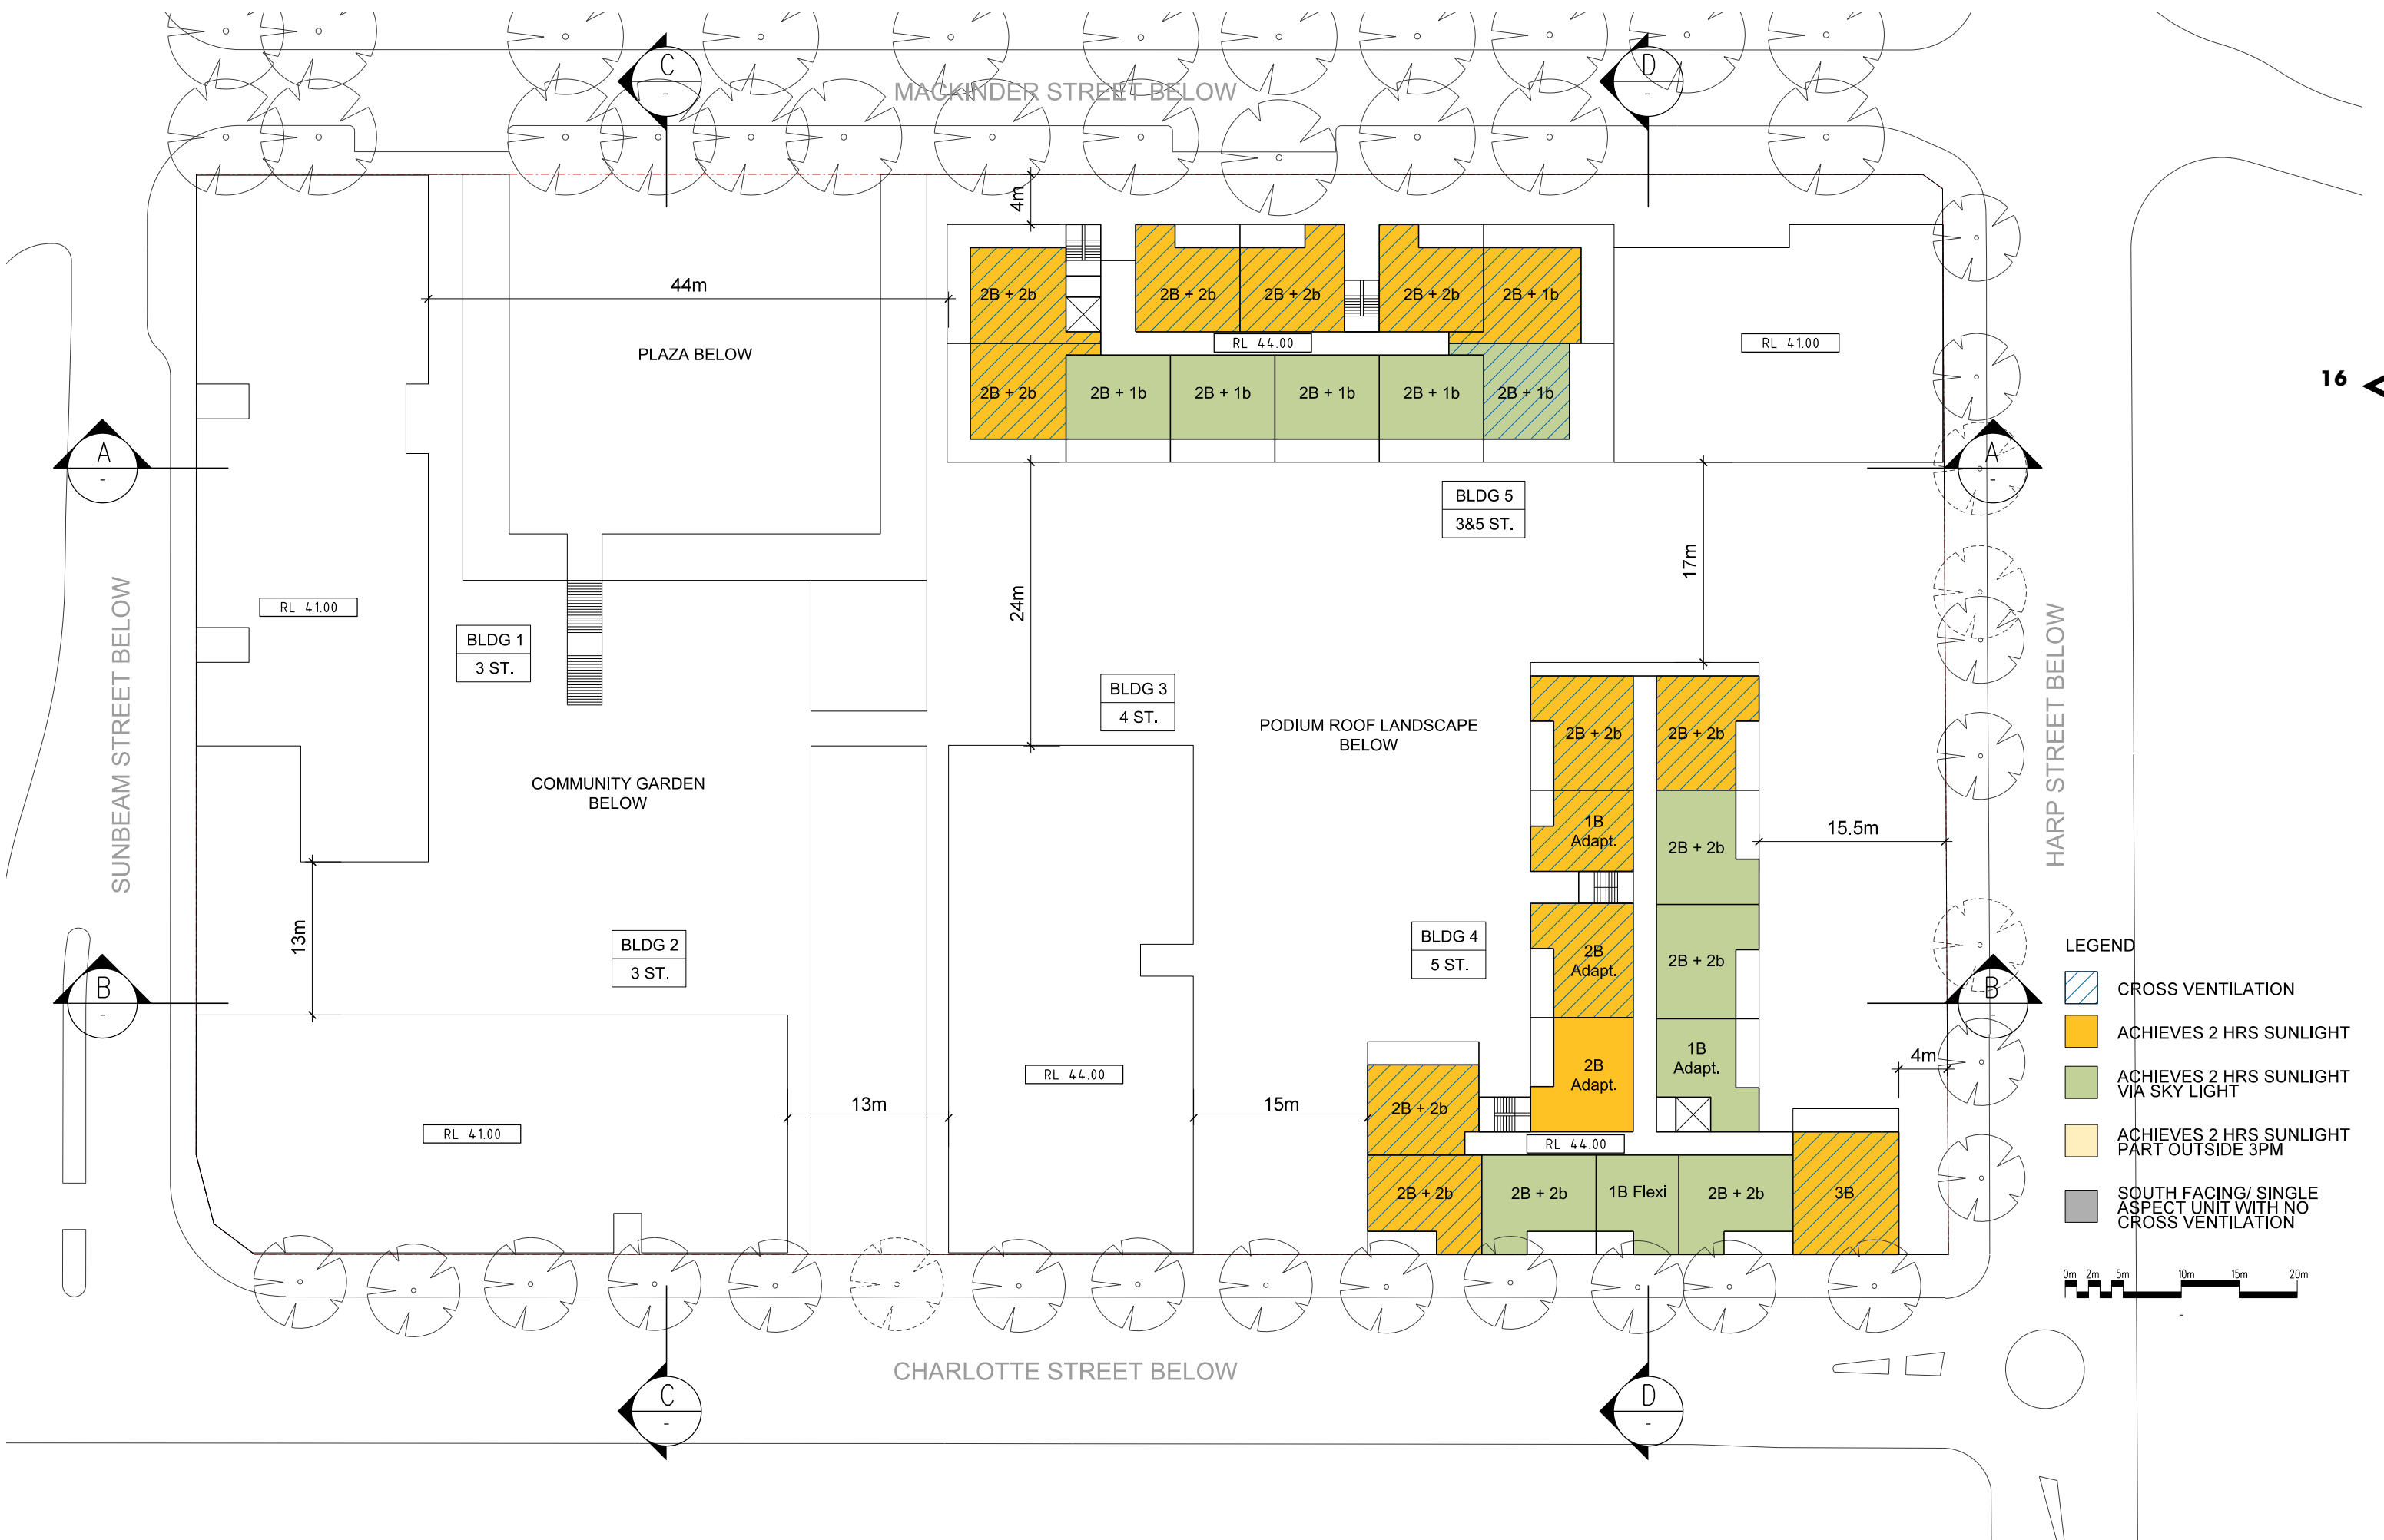 C
-
D
-
MACKINDER STREET BELOW
4m
44m
2B + 2b
2B + 2b
2B + 2b
2B + 2b
2B + 1b
RL 44.00
RL 41.00
PLAZA BELOW
16
2B + 2b
2B + 1b
2B + 1b
2B + 1b
2B + 1b
2B + 1b
A
-
A
-
BLDG 5
3&5 ST.
17m
24m
SUNBEAM STREET BELOW
RL 41.00
BLDG 1
3 ST.
HARP STREET BELOW
BLDG 3
4 ST.
PODIUM ROOF LANDSCAPE
BELOW
2B + 2b
2B + 2b
COMMUNITY GARDEN
BELOW
1B
Adapt.
15.5m
2B + 2b
13m
BLDG 2
3 ST.
BLDG 4
5 ST.
2B
Adapt.
2B + 2b
LEGEND
CROSS VENTILATION
ACHIEVES 2 HRS SUNLIGHT
ACHIEVES 2 HRS SUNLIGHT
VIA SKY LIGHT
ACHIEVES 2 HRS SUNLIGHT
PART OUTSIDE 3PM
SOUTH FACING/ SINGLE
ASPECT UNIT WITH NO
CROSS VENTILATION
B
-
B
-
2B
Adapt.
1B
Adapt.
4m
RL 44.00
13m
15m
2B + 2b
RL 41.00
RL 44.00
2B + 2b
2B + 2b
1B Flexi
2B + 2b
3B
0m 2m 5m 10m 15m 20m
-
CHARLOTTE STREET BELOW
C
-
D
-